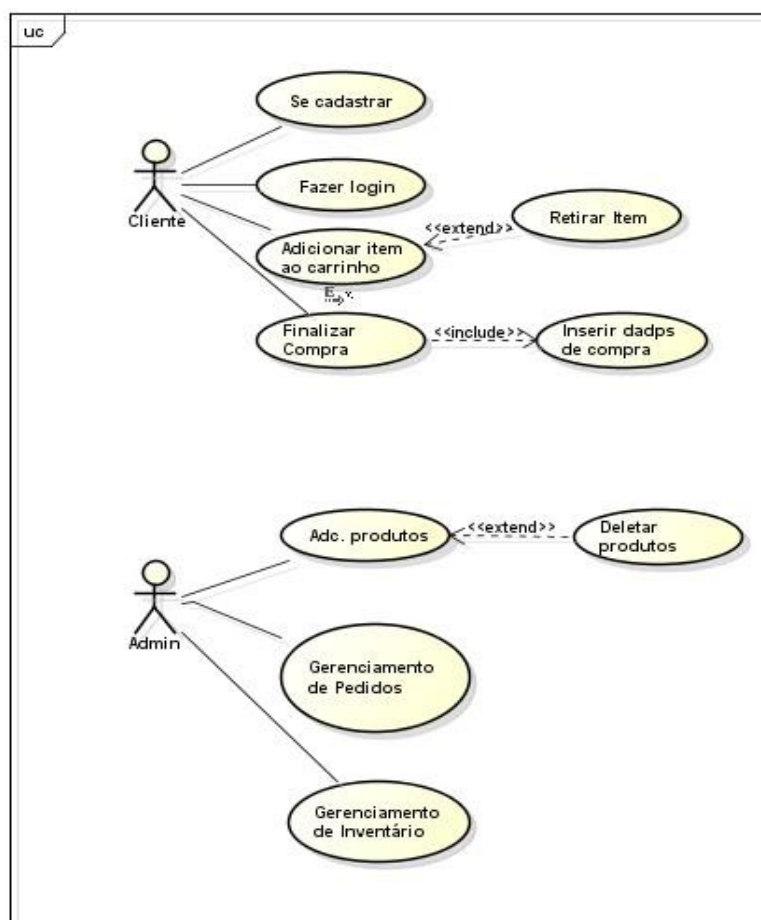 uc
Se cadastrar
Fazer login
Cliente
<<extend>>
Retirar Item
Adicionar item
ao carrinho
Finalizar
Compra
<<include>>
Inserir dadps
de compra
Adc. produtos
<<extend>>
Deletar
produtos
Admin
Gerenciamento
de Pedidos
Gerenciamento
de Inventário